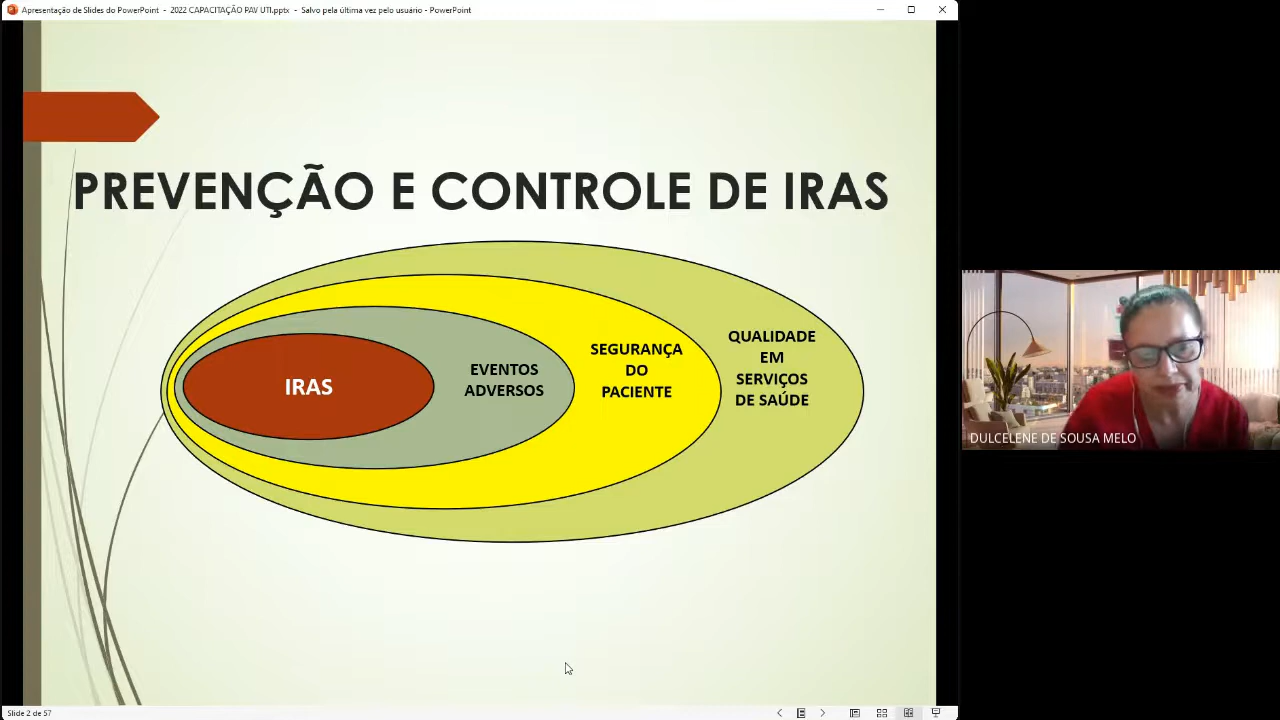 Apresentação de Slides do PowerPoint - 2022 CAPACITAÇÃO PAV UTI.pptx - Salvo pela última vez pelo usuário - PowerPoint
PREVENÇÃO E CONTROLE DE IRAS
IRAS
EVENTOS
ADVERSOS
SEGURANÇA
DO
PACIENTE
QUALIDADE
EM
SERVIÇOS
DE SAÚDE
DULCELENE DE SOUSA MELO
Slide 2 de 57